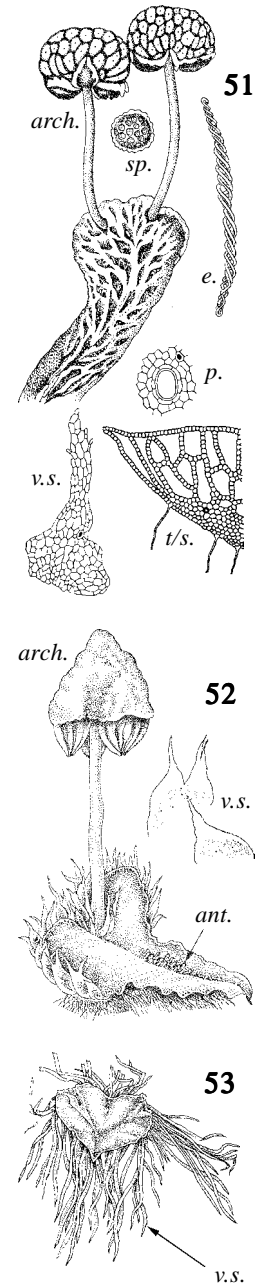 51
arch.
sp.
e.
p.
v.s.
t/s.
arch.
52
v.s.
ant.
53
v.s.